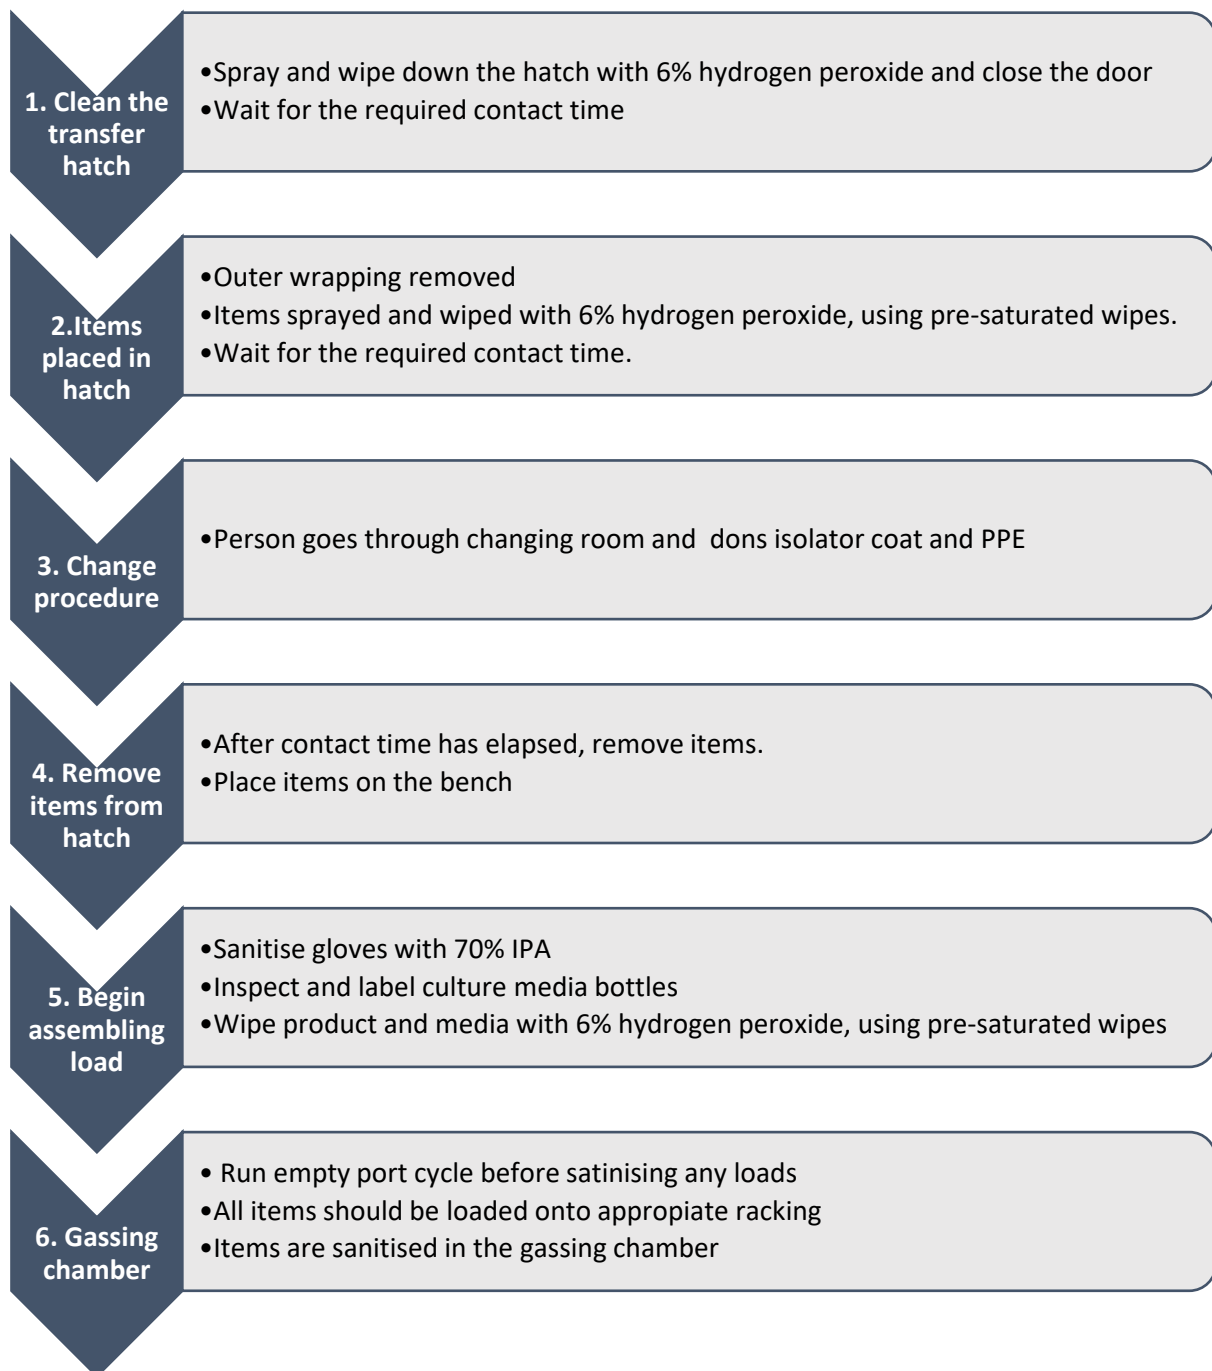 1. Clean the
transfer
hatch
•Spray and wipe down the hatch with 6% hydrogen peroxide and close the door
•Wait for the required contact time
2.Items
placed in
hatch
•Outer wrapping removed
•Items sprayed and wiped with 6% hydrogen peroxide, using pre-saturated wipes.
•Wait for the required contact time.
3. Change
procedure
•Person goes through changing room and  dons isolator coat and PPE
4. Remove
items from
hatch
•After contact time has elapsed, remove items.
•Place items on the bench
5. Begin
assembling
load
•Sanitise gloves with 70% IPA
•Inspect and label culture media bottles
•Wipe product and media with 6% hydrogen peroxide, using pre-saturated wipes
6. Gassing
chamber
• Run empty port cycle before satinising any loads
•All items should be loaded onto appropiate racking
•Items are sanitised in the gassing chamber